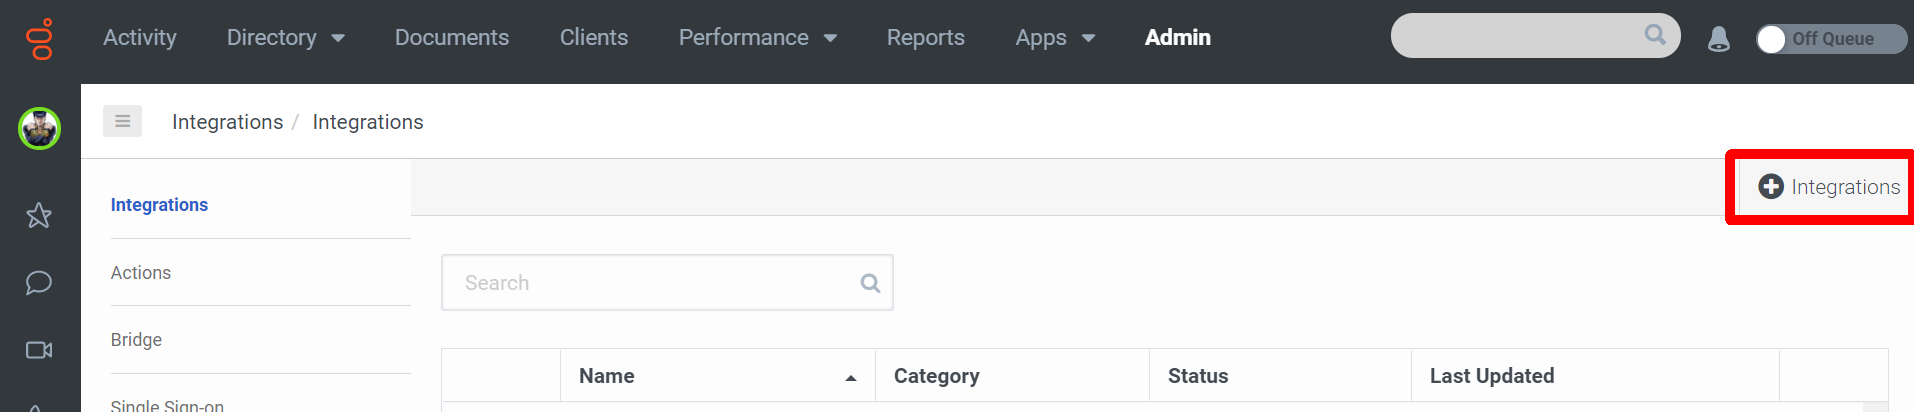 Activity Directory Documents Clients Performance Reports Apps Admin Off Queue
Integrations / Integrations
Integrations
Integrations
Actions
Bridge
Single Sign-on
Search
Name Category Status Last Updated